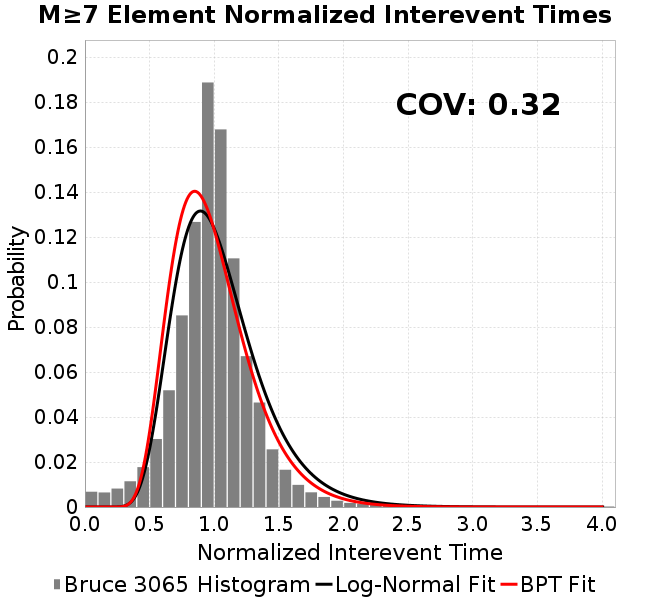 M≥7 Element Normalized Interevent Times
COV: 0.32
Probability
0.2
0.18
0.16
0.14
0.12
0.1
0.08
0.06
0.04
0.02
0
0.0 0.5 1.0 1.5 2.0 2.5 3.0 3.5 4.0
Normalized Interevent Time
Bruce 3065 Histogram Log-Normal Fit BPT Fit